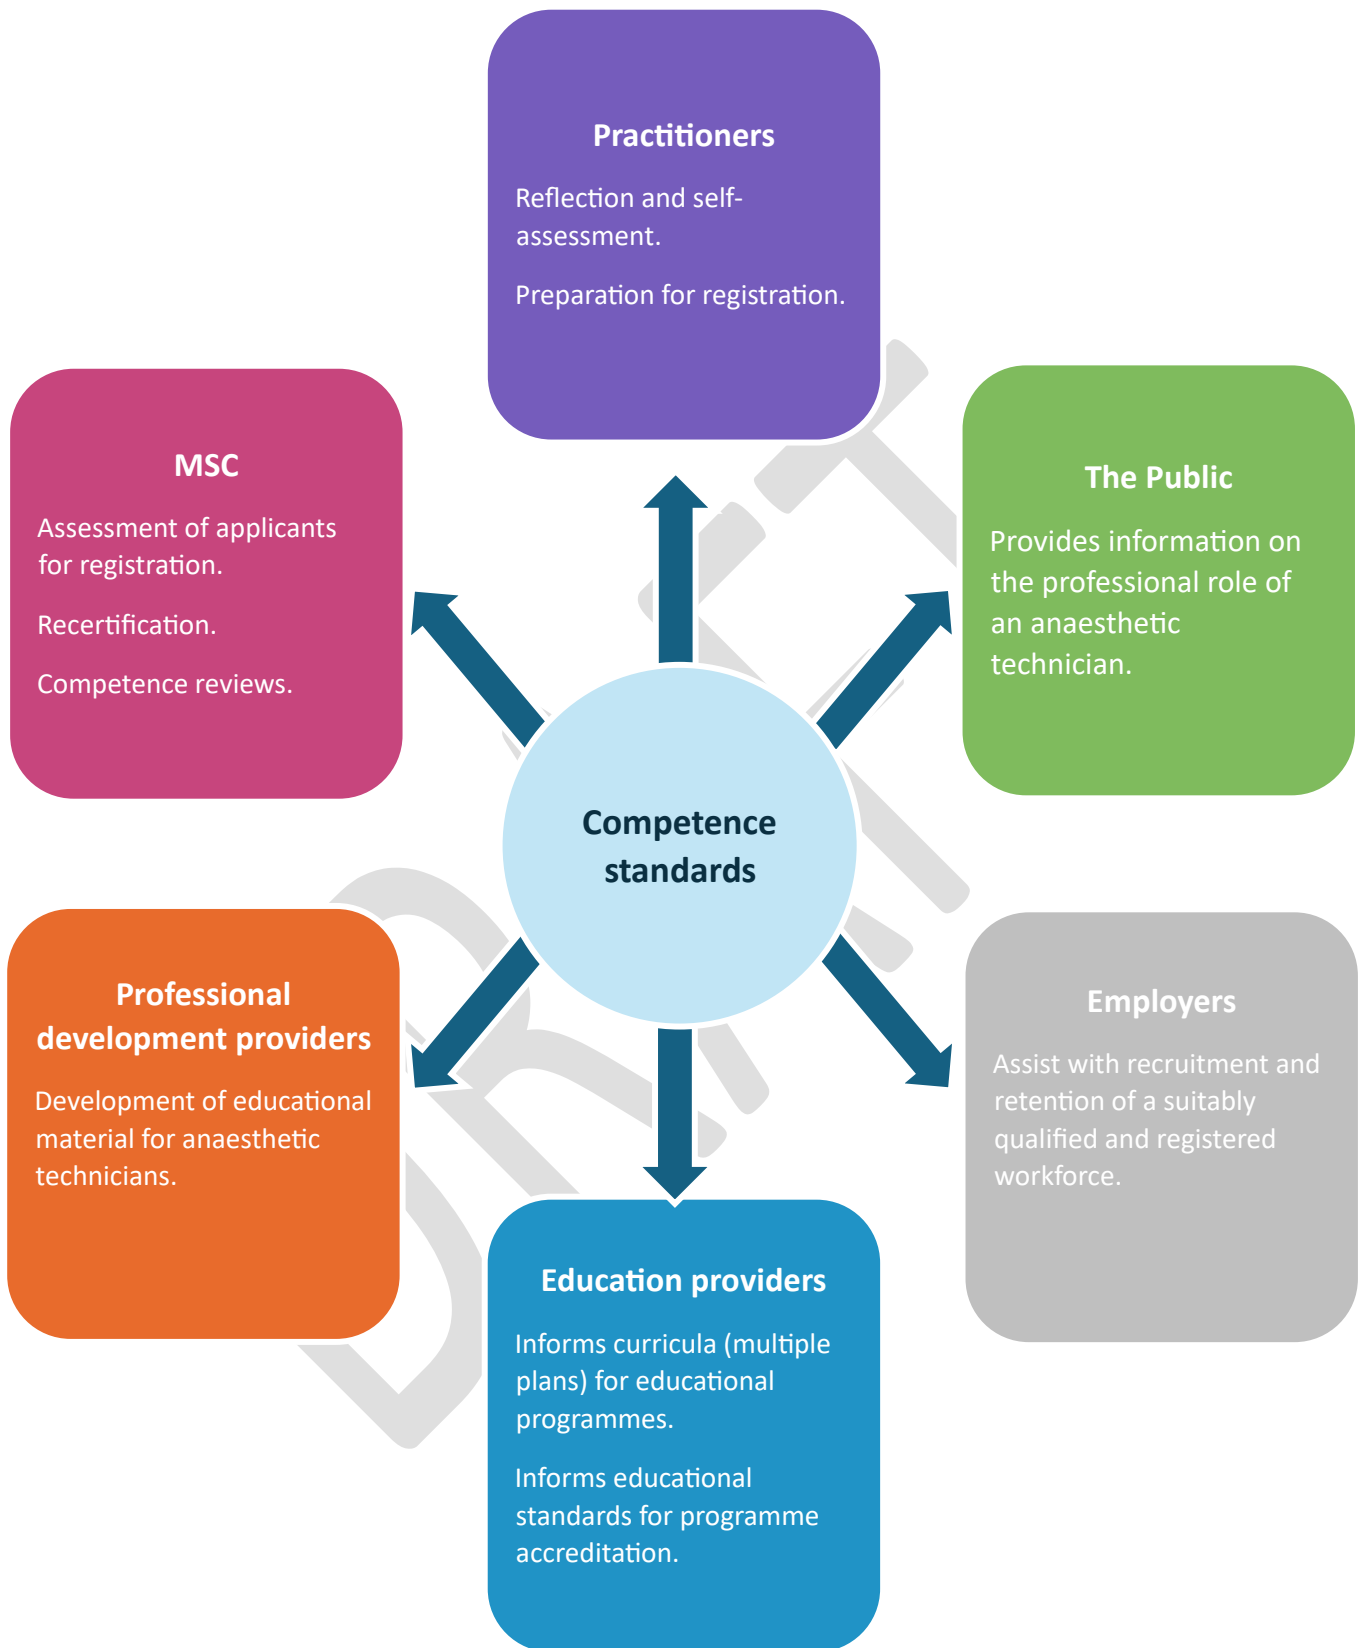 Practitioners
Reflection and self-
assessment.
Preparation for registration.
MSC
Assessment of applicants
for registration.
Recertification.
Competence reviews.
The Public
Provides information on
the professional role of
an anaesthetic
technician.
Competence
standards
Professional
development providers
Development of educational
material for anaesthetic
technicians.
Employers
Assist with recruitment and
retention of a suitably
qualified and registered
workforce.
Education providers
Informs curricula (multiple
plans) for educational
programmes.
Informs educational
standards for programme
accreditation.
DRAFT